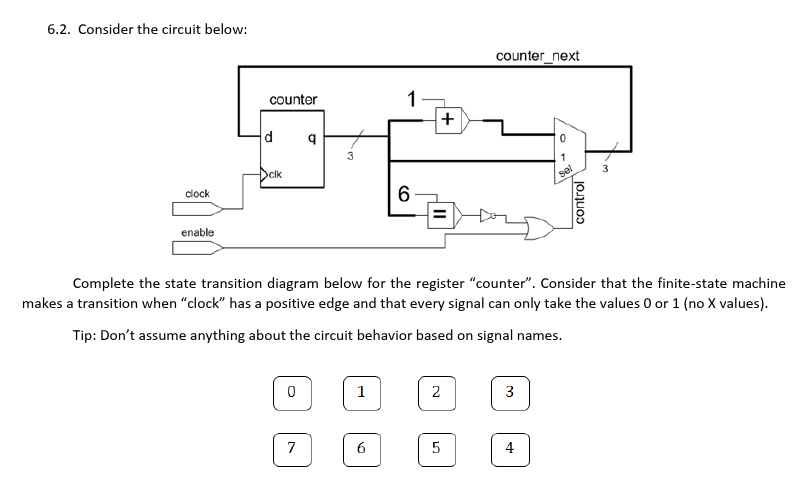 6.2. Consider the circuit below:
counter_next
counter
1
+
d q
0
3
1
3
clk
sel
6
control
clock
=
enable
Complete the state transition diagram below for the register “counter”. Consider that the finite-state machine
makes a transition when “clock” has a positive edge and that every signal can only take the values 0 or 1 (no X values).
Tip: Don’t assume anything about the circuit behavior based on signal names.
0 1 2 3
7 6 5 4